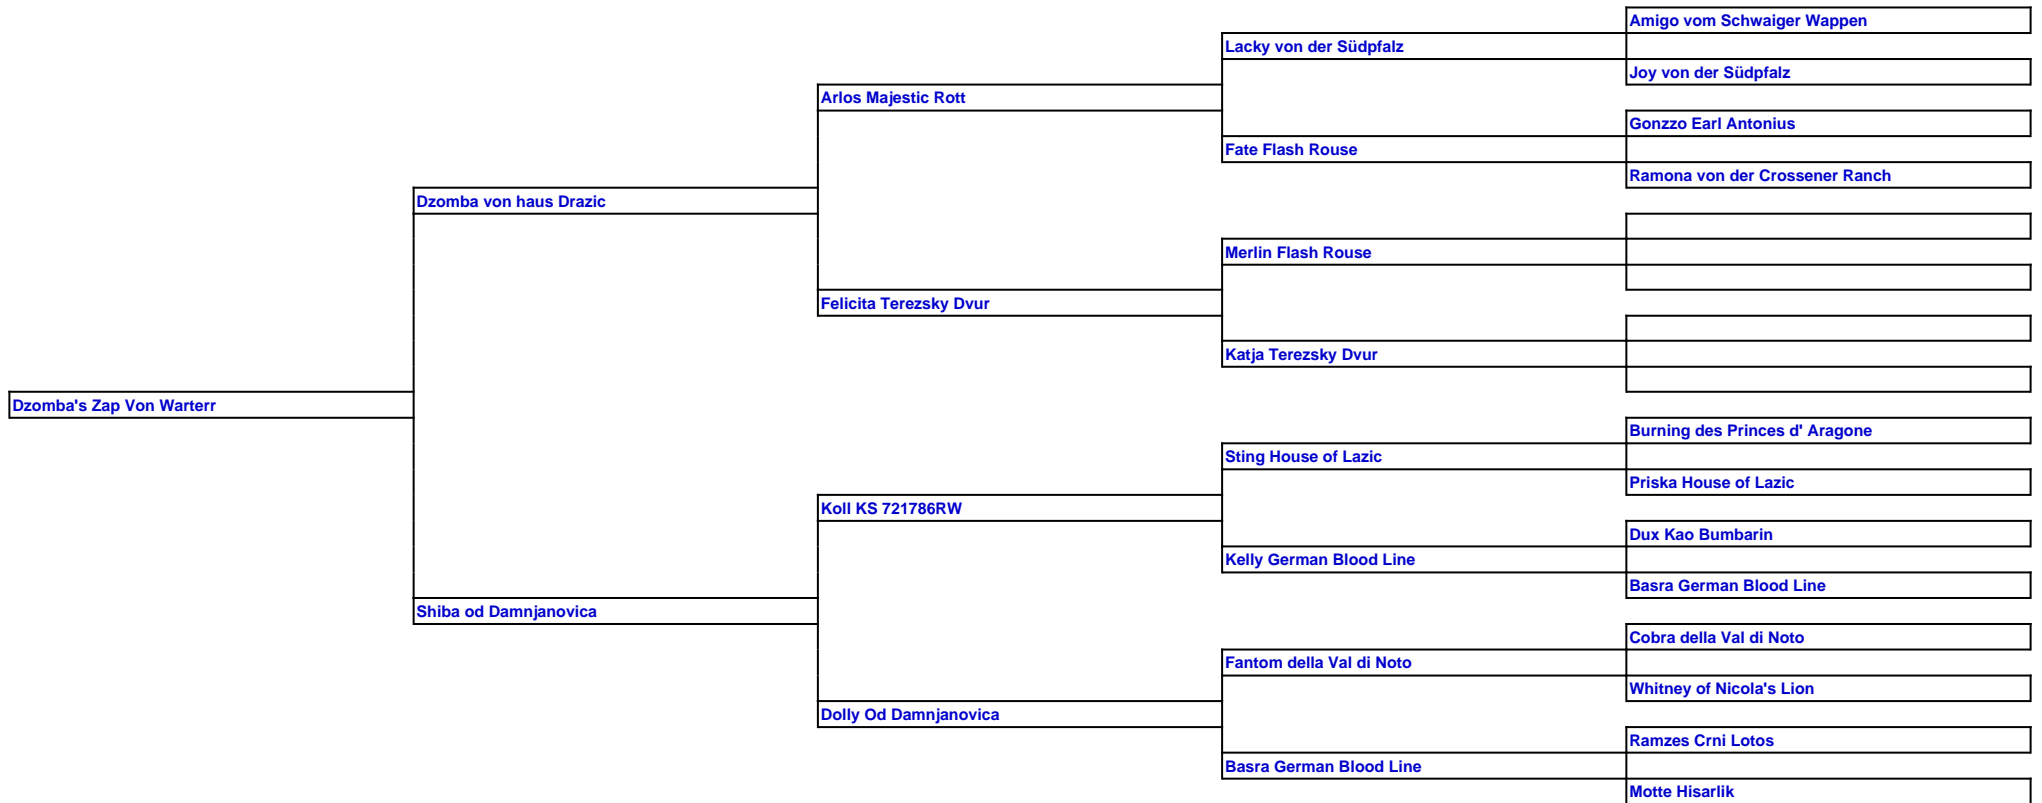 Amigo vom Schwaiger Wappen
Lacky von der Südpfalz
Joy von der Südpfalz
Arlos Majestic Rott
Gonzzo Earl Antonius
Fate Flash Rouse
Ramona von der Crossener Ranch
Dzomba von haus Drazic
Merlin Flash Rouse
Felicita Terezsky Dvur
Katja Terezsky Dvur
Dzomba's Zap Von Warterr
Burning des Princes d' Aragone
Sting House of Lazic
Priska House of Lazic
Koll KS 721786RW
Dux Kao Bumbarin
Kelly German Blood Line
Basra German Blood Line
Shiba od Damnjanovica
Cobra della Val di Noto
Fantom della Val di Noto
Whitney of Nicola's Lion
Dolly Od Damnjanovica
Ramzes Crni Lotos
Basra German Blood Line
Motte Hisarlik